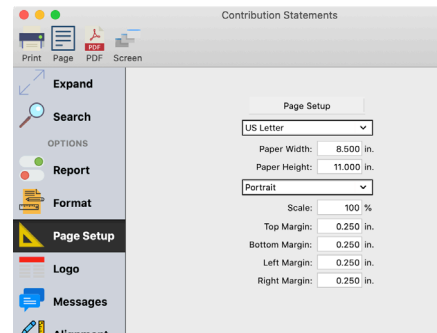 Contribution Statements
Print Page PDF Screen
PDF
Expand
Search
OPTIONS
Report
Format
Page Setup
Logo
Messages
Alignment
Page Setup
US Letter
Paper Width: 8.500 in.
Paper Height: 11.000 in.
Portrait
Scale: 100 %
Top Margin: 0.250 in.
Bottom Margin: 0.250 in.
Left Margin: 0.250 in.
Right Margin: 0.250 in.